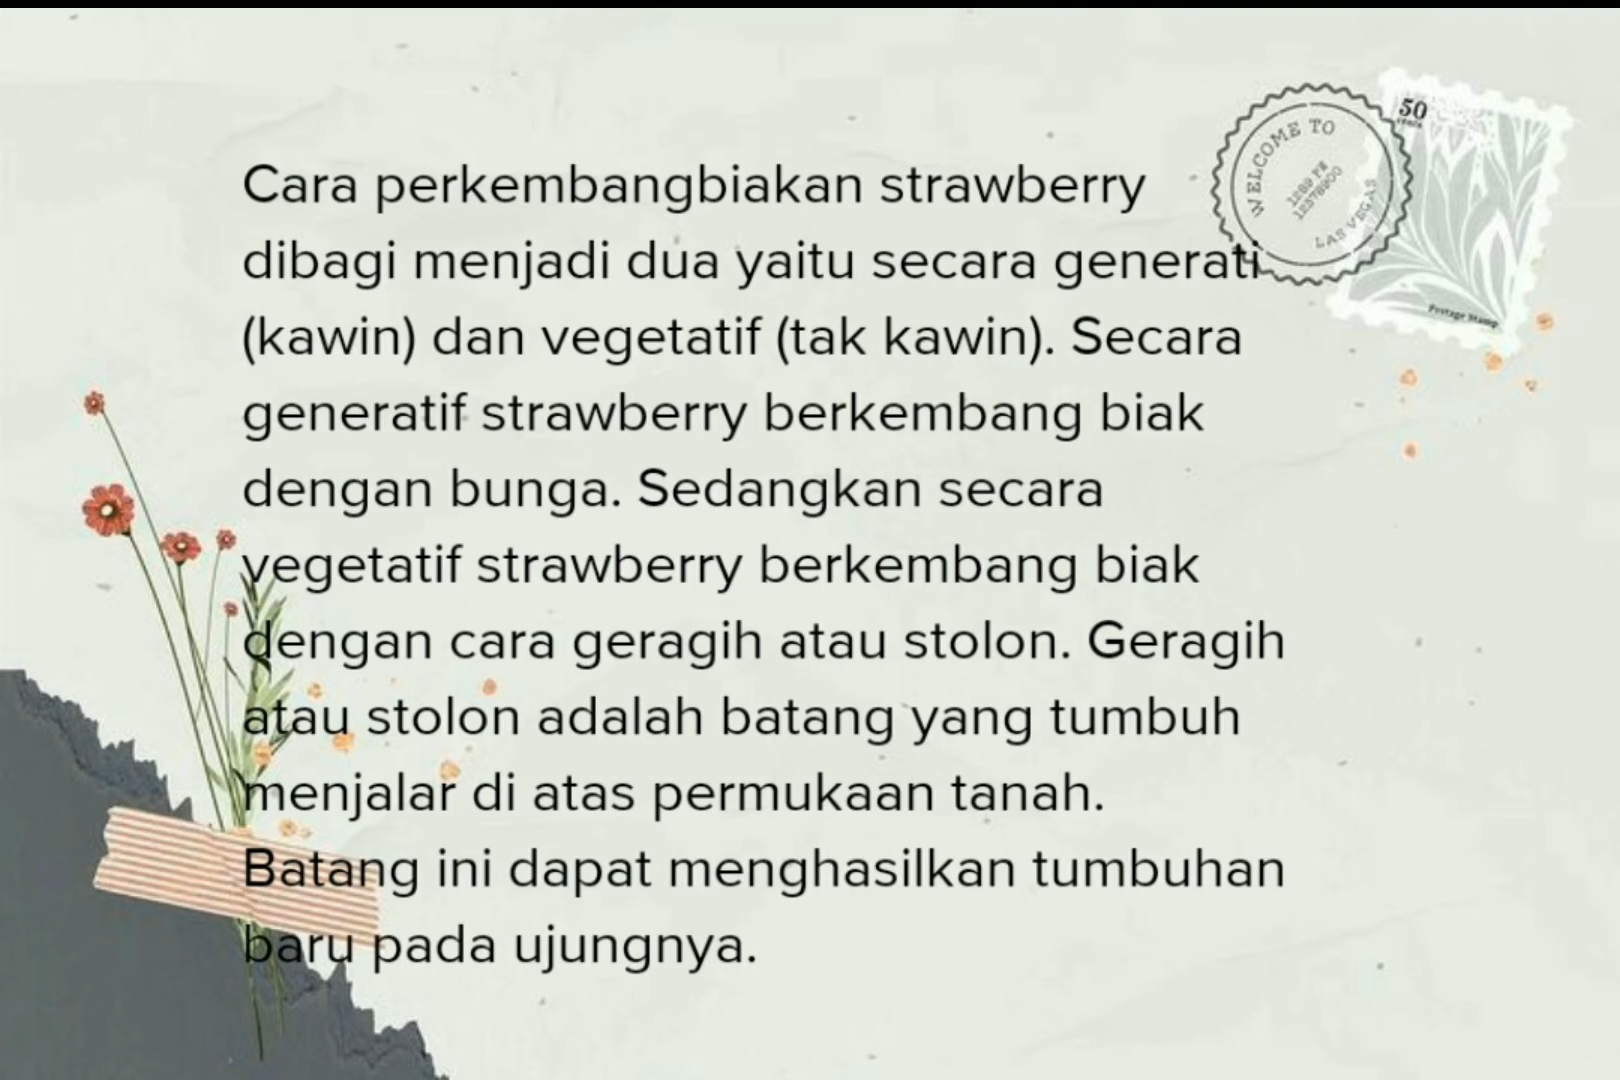 Cara perkembangbiakan strawberry
dibagi menjadi dua yaitu secara generati
(kawin) dan vegetatif (tak kawin). Secara
generatif strawberry berkembang biak
dengan bunga. Sedangkan secara
vegetatif strawberry berkembang biak
dengan cara geragih atau stolon. Geragih
atau stolon adalah batang yang tumbuh
menjalar di atas permukaan tanah.
Batang ini dapat menghasilkan tumbuhan
baru pada ujungnya.
WELCOME TO
LAS VEGAS
50
cents
Postage Stamp